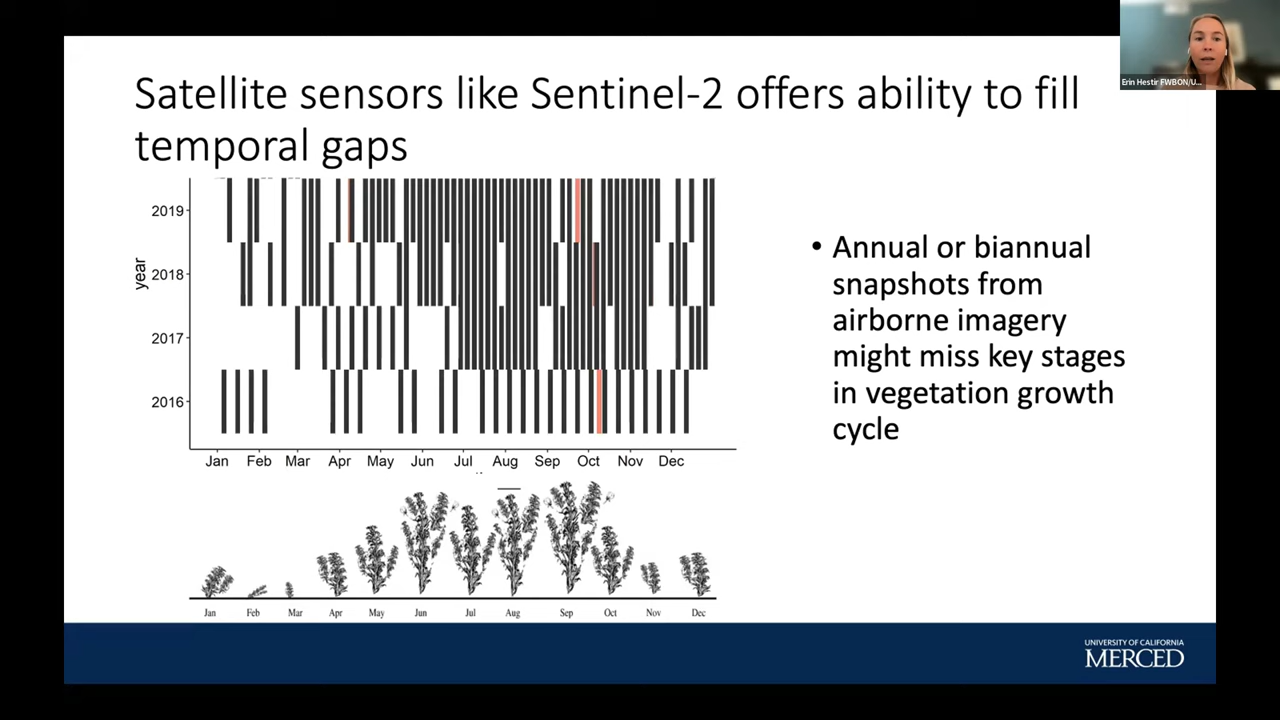 Satellite sensors like Sentinel-2 offers ability to fill
temporal gaps
Erin Hestir FWBON/U...
year
2019
2018
2017
2016
Jan Feb Mar Apr May Jun Jul Aug Sep Oct Nov Dec
• Annual or biannual
snapshots from
airborne imagery
might miss key stages
in vegetation growth
cycle
Jan Feb Mar Apr May Jun Jul Aug Sep Oct Nov Dec
UNIVERSITY OF CALIFORNIA
MERCED